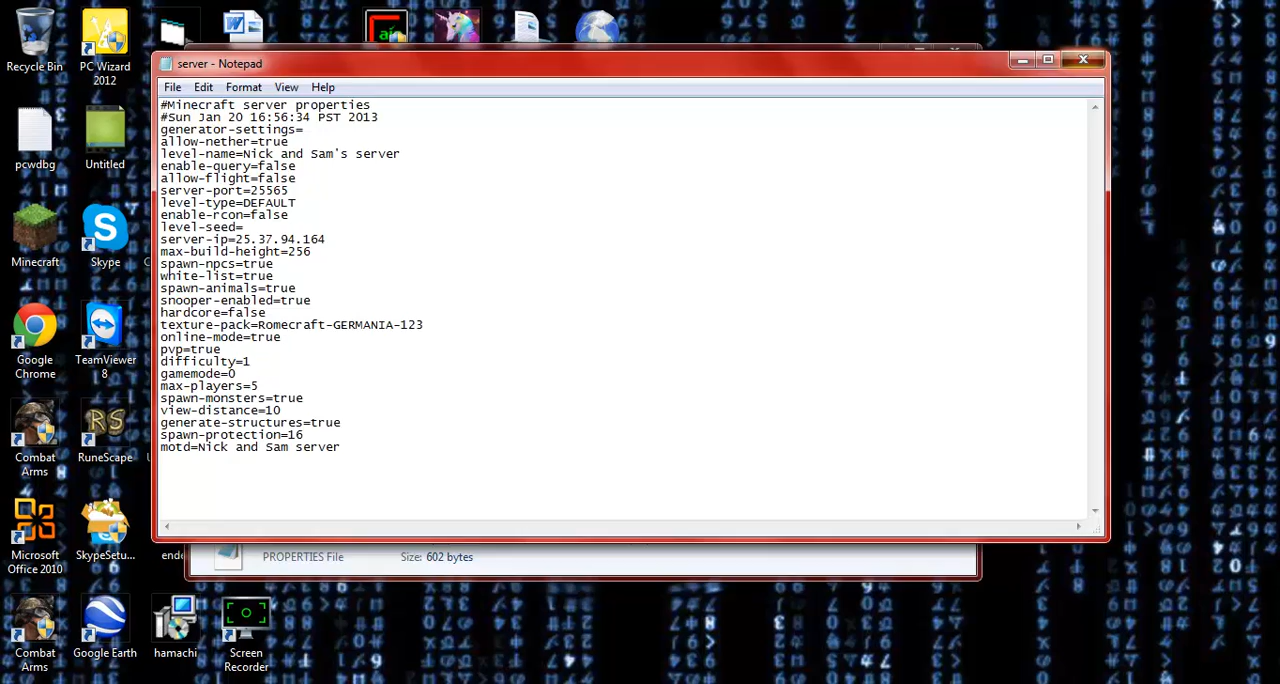 server - Notepad
File Edit Format View Help
#Minecraft server properties
#Sun Jan 20 16:56:34 PST 2013
generator-settings=
allow-nether=true
level-name=Nick and Sam's server
enable-query=false
allow-flight=false
server-port=25565
level-type=DEFAULT
enable-rcon=false
level-seed=
server-ip=25.37.94.164
max-build-height=256
spawn-npcs=true
white-list=true
spawn-animals=true
snooper-enabled=true
hardcore=false
texture-pack=Romecraft-GERMANIA-123
online-mode=true
pvp=true
difficulty=1
gamemode=0
max-players=5
spawn-monsters=true
view-distance=10
generate-structures=true
spawn-protection=16
motd=Nick and Sam server
PROPERTIES File Size: 602 bytes
Recycle Bin
PC Wizard 2012
pcwdbg
Untitled
Minecraft
Skype
Google Chrome
TeamViewer 8
Combat Arms
RS
RuneScape
Microsoft Office 2010
SkypeSetu...
ende
Combat Arms
Google Earth
hamachi
Screen Recorder